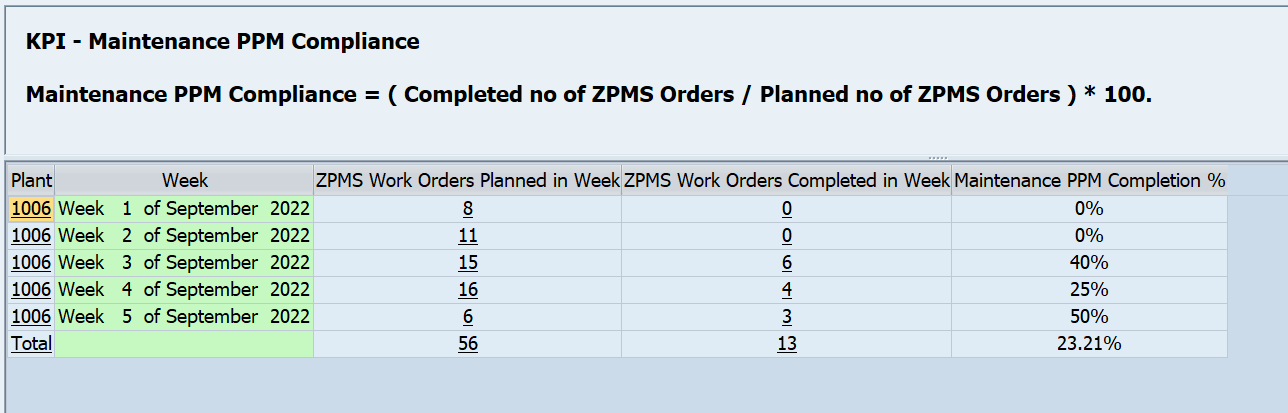 KPI - Maintenance PPM Compliance
Maintenance PPM Compliance = ( Completed no of ZPMS Orders / Planned no of ZPMS Orders ) * 100.
Plant Week ZPMS Work Orders Planned in Week ZPMS Work Orders Completed in Week Maintenance PPM Completion %
1006 Week 1 of September 2022 8 0 0%
1006 Week 2 of September 2022 11 0 0%
1006 Week 3 of September 2022 15 6 40%
1006 Week 4 of September 2022 16 4 25%
1006 Week 5 of September 2022 6 3 50%
Total 56 13 23.21%